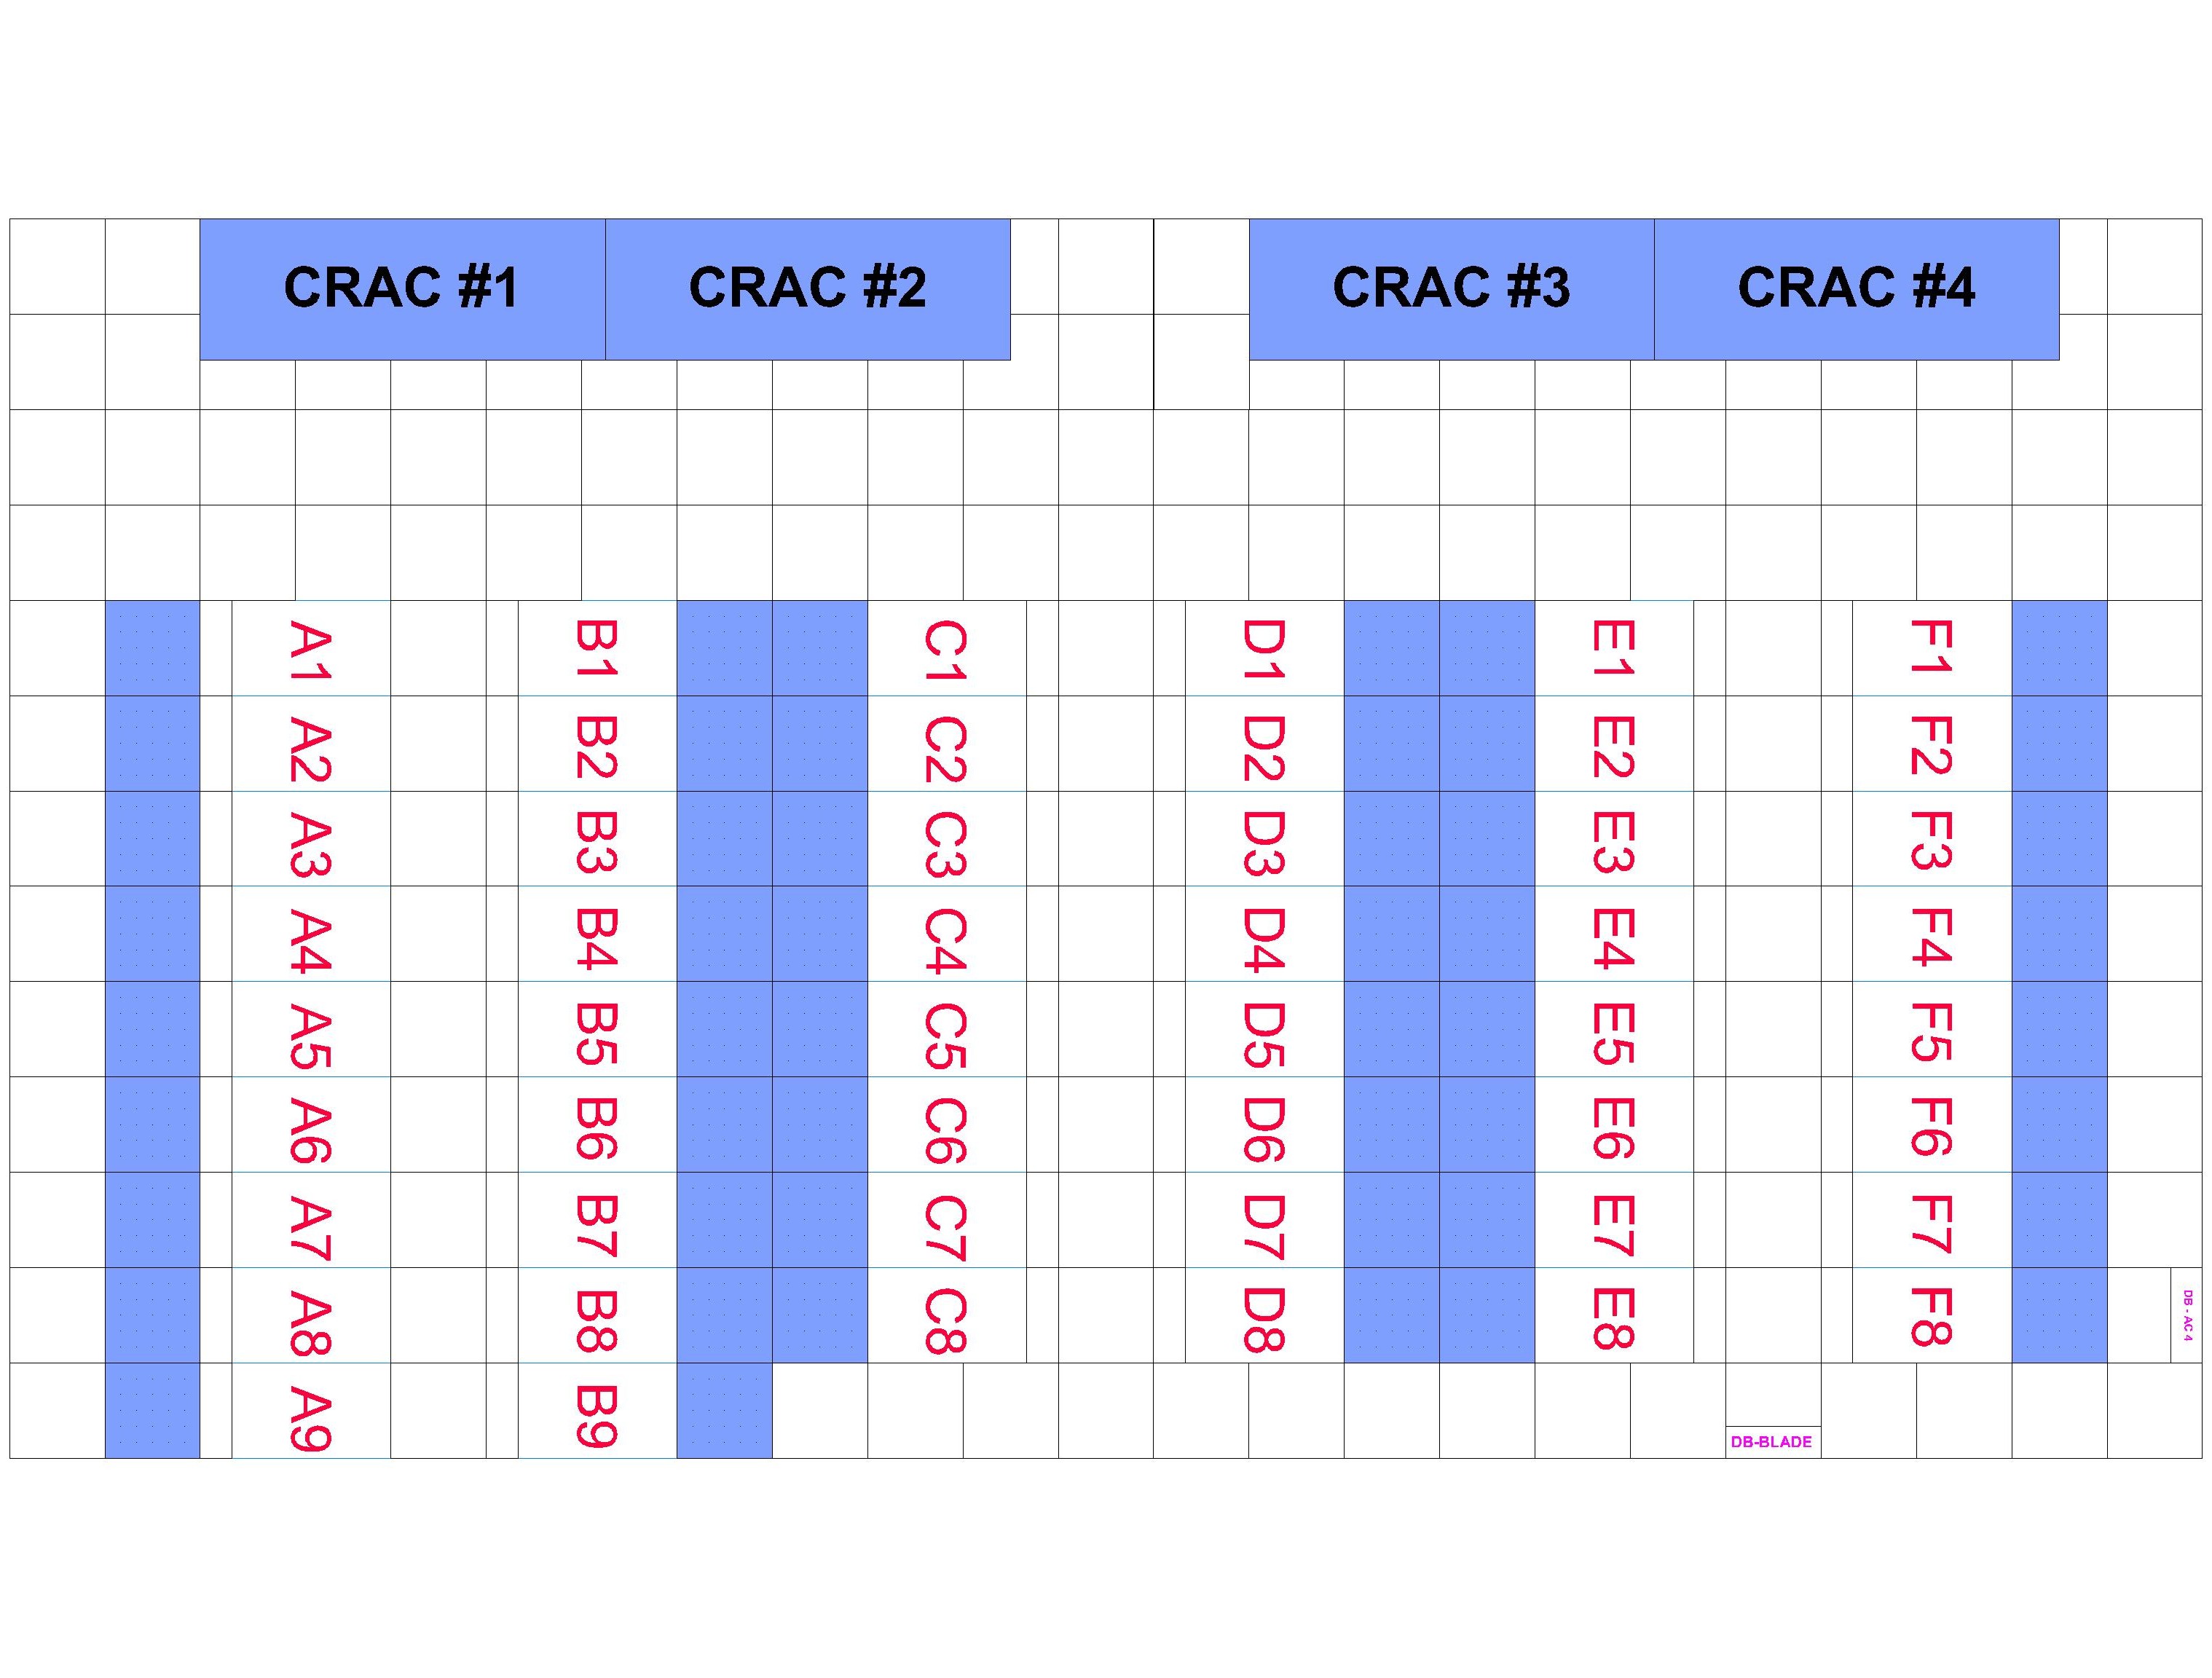 CRAC #1 CRAC #2 CRAC #3 CRAC #4
A1 B1 C1 D1 E1 F1
A2 B2 C2 D2 E2 F2
A3 B3 C3 D3 E3 F3
A4 B4 C4 D4 E4 F4
A5 B5 C5 D5 E5 F5
A6 B6 C6 D6 E6 F6
A7 B7 C7 D7 E7 F7
A8 B8 C8 D8 E8 F8 DB - AC 4
A9 B9 DB-BLADE